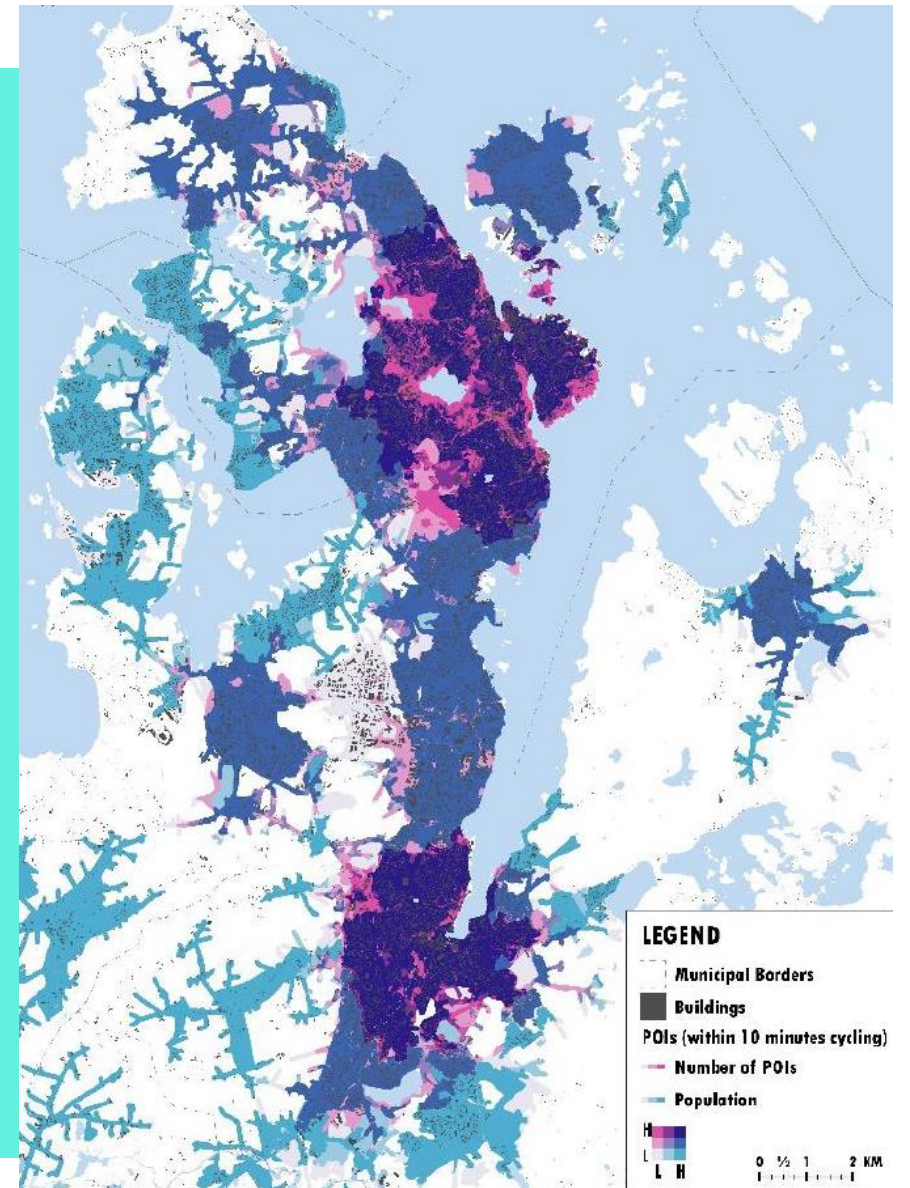 LEGEND
Municipal Borders
Buildings
POIs (within 10 minutes cycling)
Number of POIs
Population
H
L
L H
0 ½ 1 2 KM